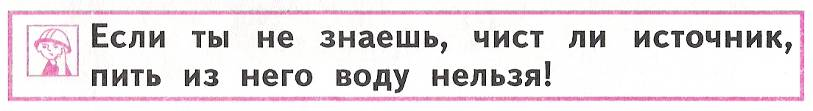 Если ты не знаешь, чист ли источник,
пить из него воду нельзя!